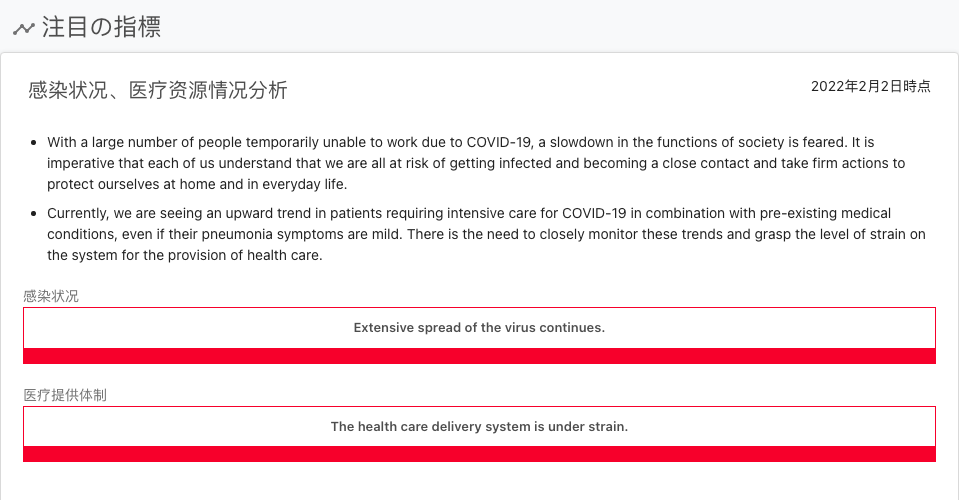 注目の指標
感染状况、医疗资源情况分析
2022年2月2日時点
With a large number of people temporarily unable to work due to COVID-19, a slowdown in the functions of society is feared. It is
imperative that each of us understand that we are all at risk of getting infected and becoming a close contact and take firm actions to
protect ourselves at home and in everyday life.
Currently, we are seeing an upward trend in patients requiring intensive care for COVID-19 in combination with pre-existing medical
conditions, even if their pneumonia symptoms are mild. There is the need to closely monitor these trends and grasp the level of strain on
the system for the provision of health care.
感染状况
Extensive spread of the virus continues.
医疗提供体制
The health care delivery system is under strain.